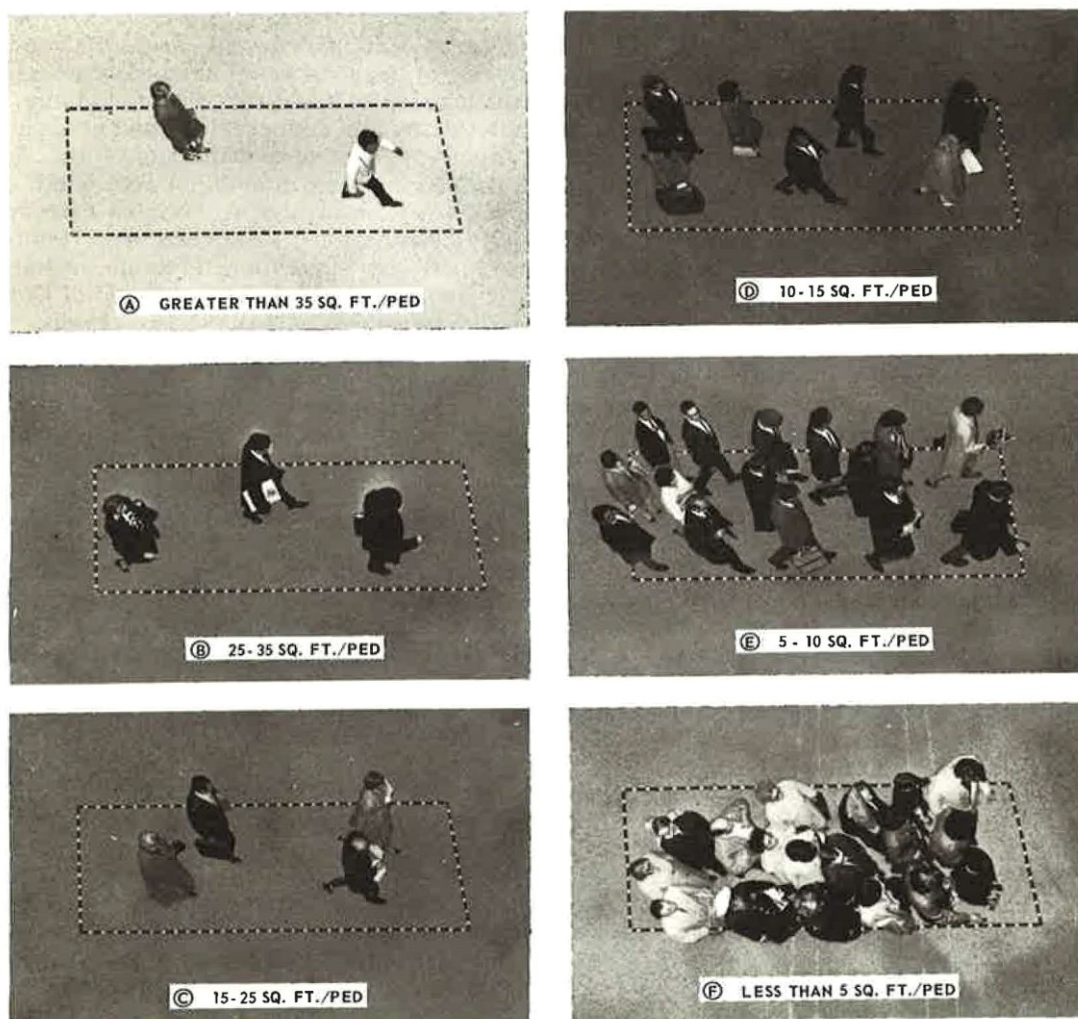 Ⓐ GREATER THAN 35 SQ. FT./PED
Ⓑ 25-35 SQ. FT./PED
Ⓒ 15-25 SQ. FT./PED
Ⓓ 10-15 SQ. FT./PED
Ⓔ 5-10 SQ. FT./PED
Ⓕ LESS THAN 5 SQ. FT./PED